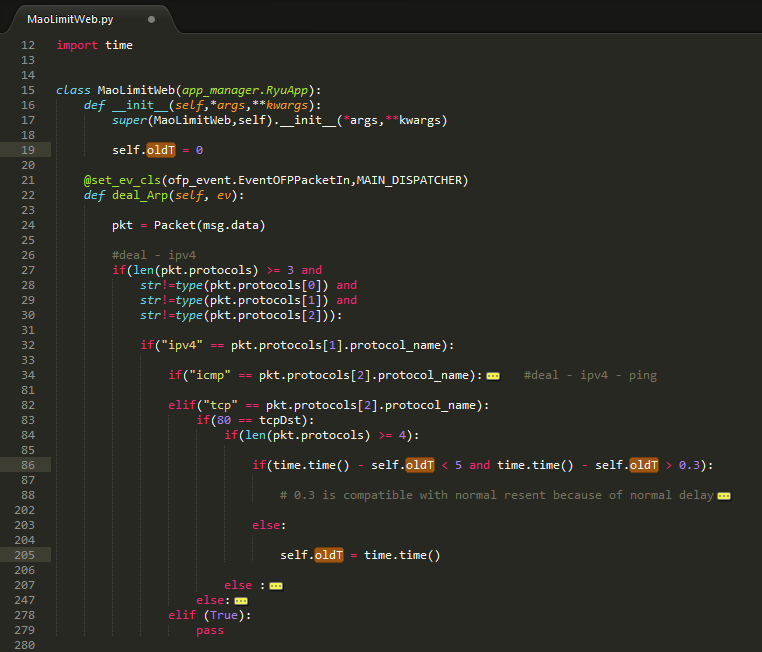 MaoLimitWeb.py
12 import time
13
14
15 class MaoLimitWeb(app_manager.RyuApp):
16     def __init__(self,*args,**kwargs):
17         super(MaoLimitWeb,self).__init__(*args,**kwargs)
18
19         self.oldT = 0
20
21     @set_ev_cls(ofp_event.EventOFPPacketIn,MAIN_DISPATCHER)
22     def deal_Arp(self, ev):
23
24         pkt = Packet(msg.data)
25
26         #deal - ipv4
27         if(len(pkt.protocols) >= 3 and
28             str!=type(pkt.protocols[0]) and
29             str!=type(pkt.protocols[1]) and
30             str!=type(pkt.protocols[2])):
31
32             if("ipv4" == pkt.protocols[1].protocol_name):
33
34                 if("icmp" == pkt.protocols[2].protocol_name):    #deal - ipv4 - ping
81
82                 elif("tcp" == pkt.protocols[2].protocol_name):
83                     if(80 == tcpDst):
84                         if(len(pkt.protocols) >= 4):
85
86                             if(time.time() - self.oldT < 5 and time.time() - self.oldT > 0.3):
87
88                                 # 0.3 is compatible with normal resent because of normal delay
202
203                             else:
204
205                                 self.oldT = time.time()
206
207                         else :
247                     else:
278                 elif (True):
279                     pass
280